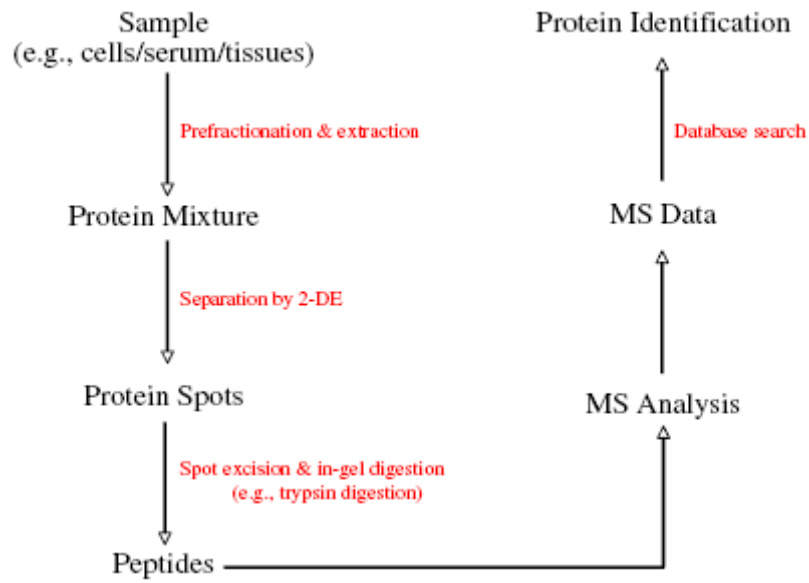 Sample
(e.g., cells/serum/tissues)
Prefractionation & extraction
Protein Mixture
Separation by 2-DE
Protein Spots
Spot excision & in-gel digestion
(e.g., trypsin digestion)
Peptides
MS Analysis
MS Data
Database search
Protein Identification